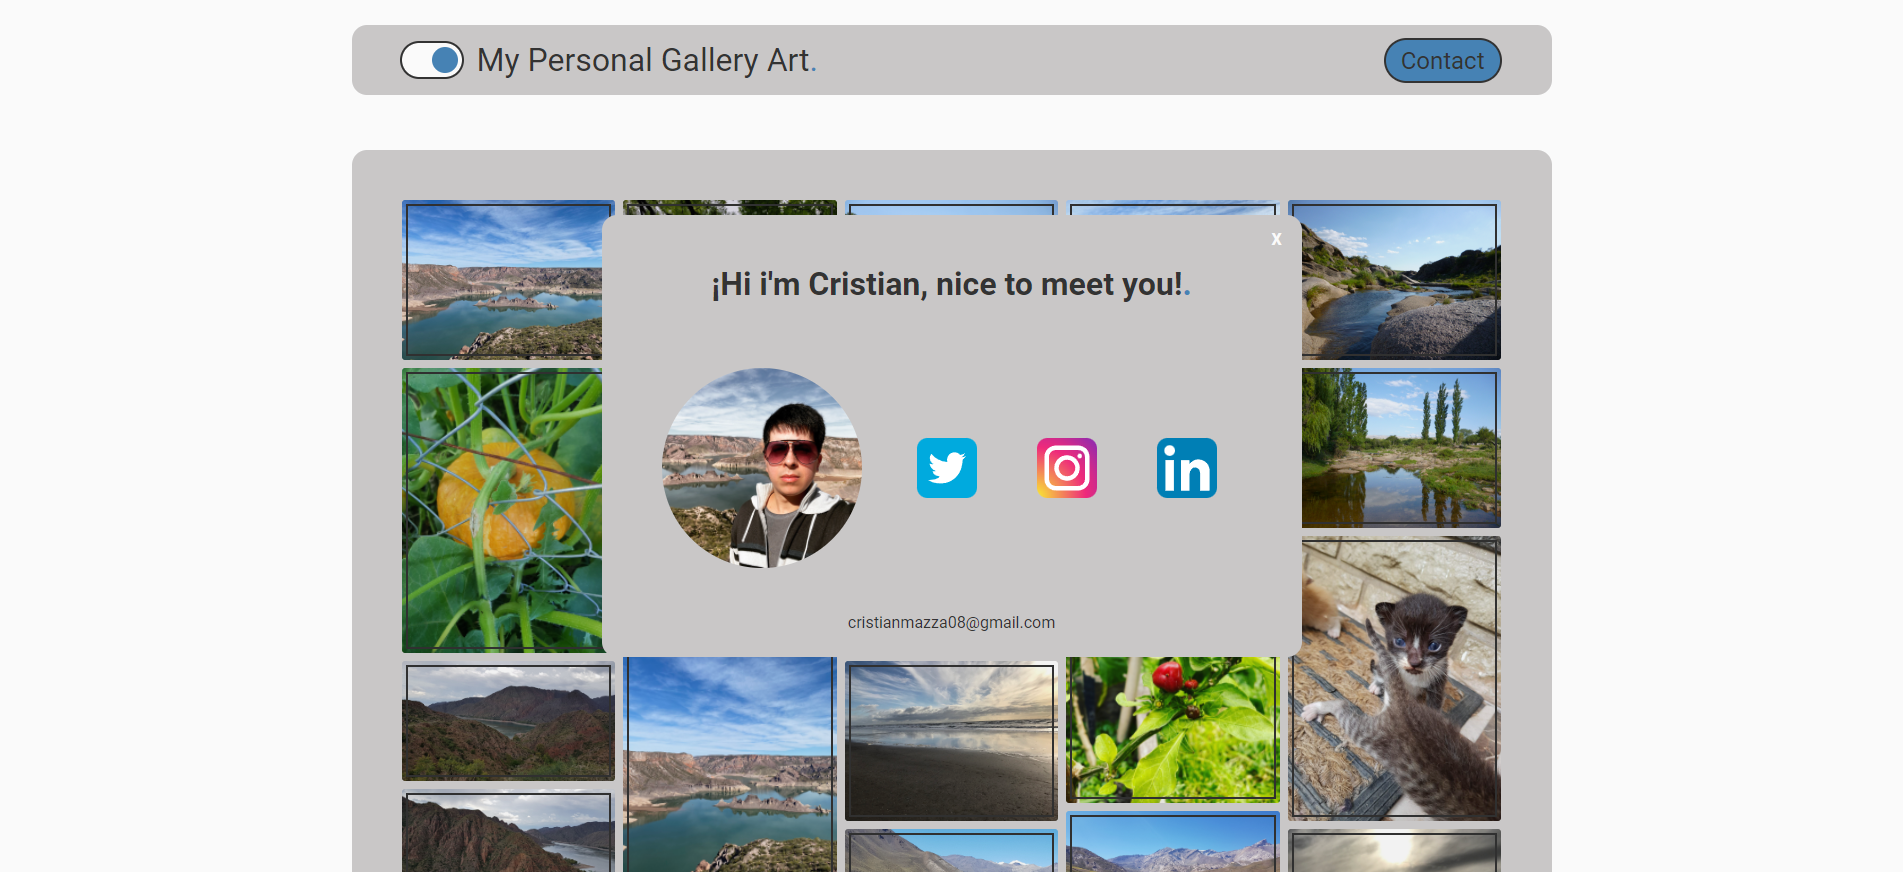 My Personal Gallery Art.
Contact
x
¡Hi i'm Cristian, nice to meet you!.
in
cristianmazza08@gmail.com